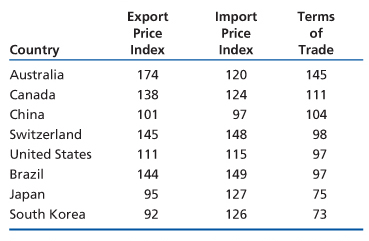 Export Import Terms
Price Price of
Country Index Index Trade
Australia 174 120 145
Canada 138 124 111
China 101 97 104
Switzerland 145 148 98
United States 111 115 97
Brazil 144 149 97
Japan 95 127 75
South Korea 92 126 73